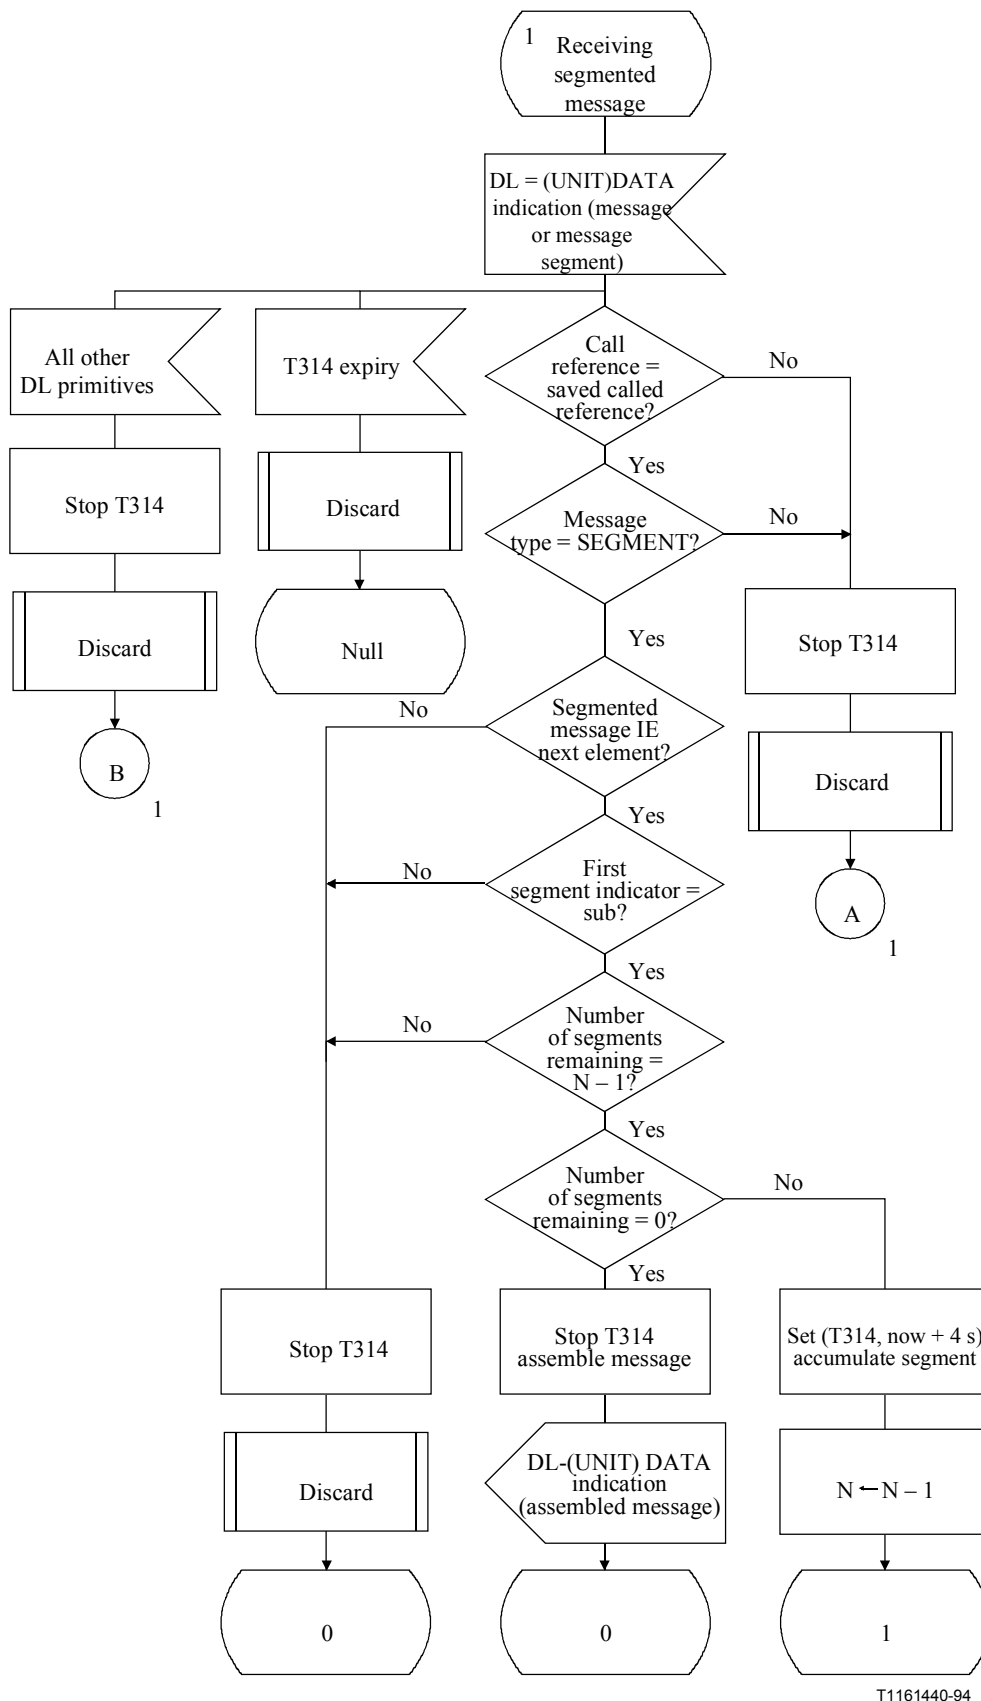 1
Receiving
segmented
message
DL = (UNIT)DATA
indication (message
or message
segment)
All other
DL primitives
T314 expiry
Call
reference =
saved called
reference?
No
Yes
Stop T314
Discard
Message
type = SEGMENT?
No
Yes
Discard
Null
Stop T314
B
1
No
Segmented
message IE
next element?
Yes
Discard
No
First
segment indicator =
sub?
Yes
A
1
No
Number
of segments
remaining =
N – 1?
Yes
Number
of segments
remaining = 0?
No
Yes
Stop T314
Stop T314
assemble message
Set (T314, now + 4 s)
accumulate segment
Discard
DL-(UNIT) DATA
indication
(assembled message)
N ← N – 1
0
0
1
T1161440-94